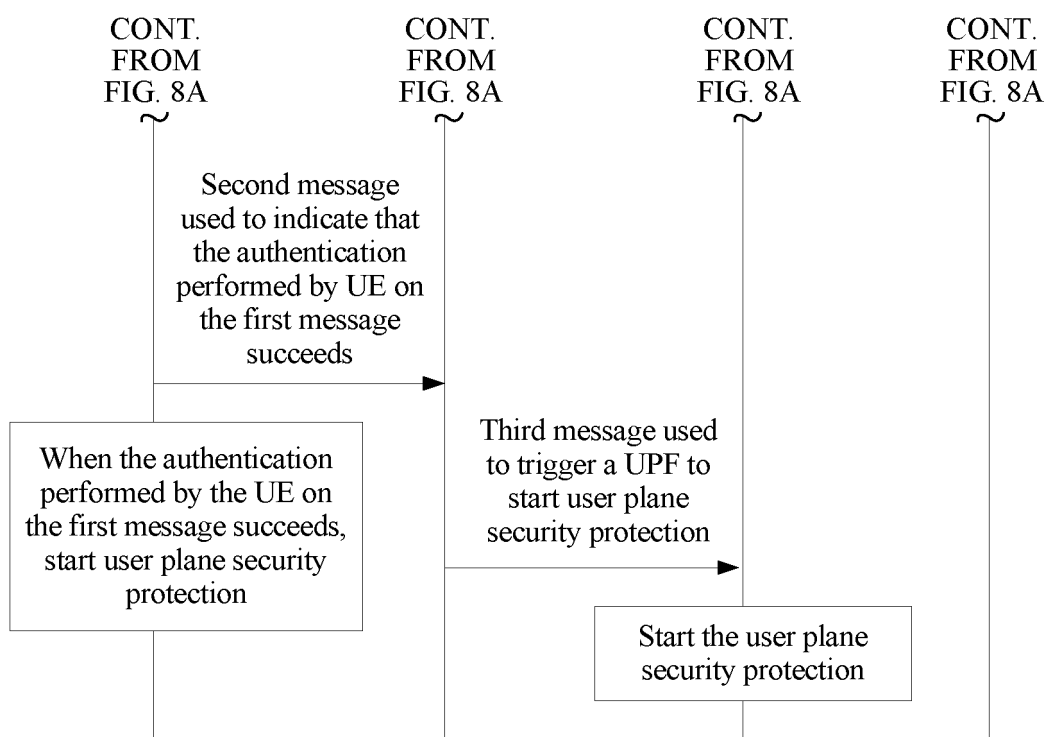 CONT.
FROM
FIG. 8A
CONT.
FROM
FIG. 8A
CONT.
FROM
FIG. 8A
CONT.
FROM
FIG. 8A
Second message
used to indicate that
the authentication
performed by UE on
the first message
succeeds
When the authentication
performed by the UE on
the first message succeeds,
start user plane security
protection
Third message used
to trigger a UPF to
start user plane
security protection
Start the user plane
security protection